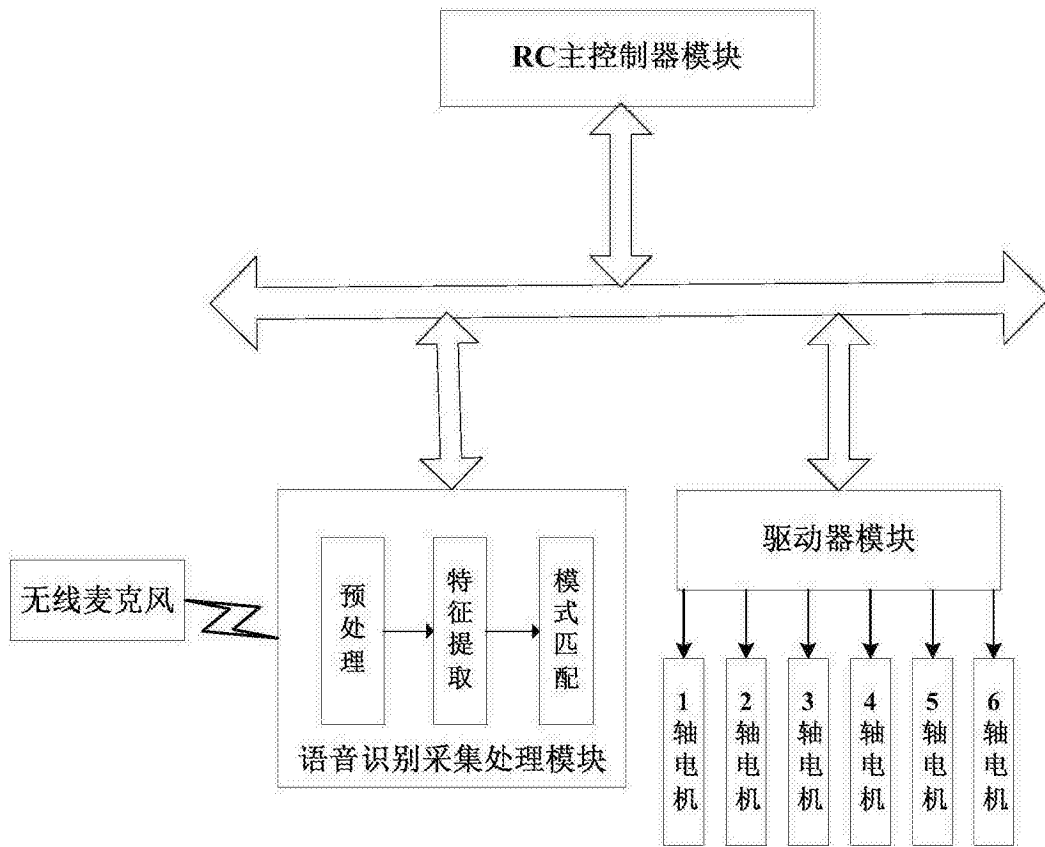 RC主控制器模块
驱动器模块
无线麦克风
预处理
特征提取
模式匹配
语音识别采集处理模块
1轴电机
2轴电机
3轴电机
4轴电机
5轴电机
6轴电机